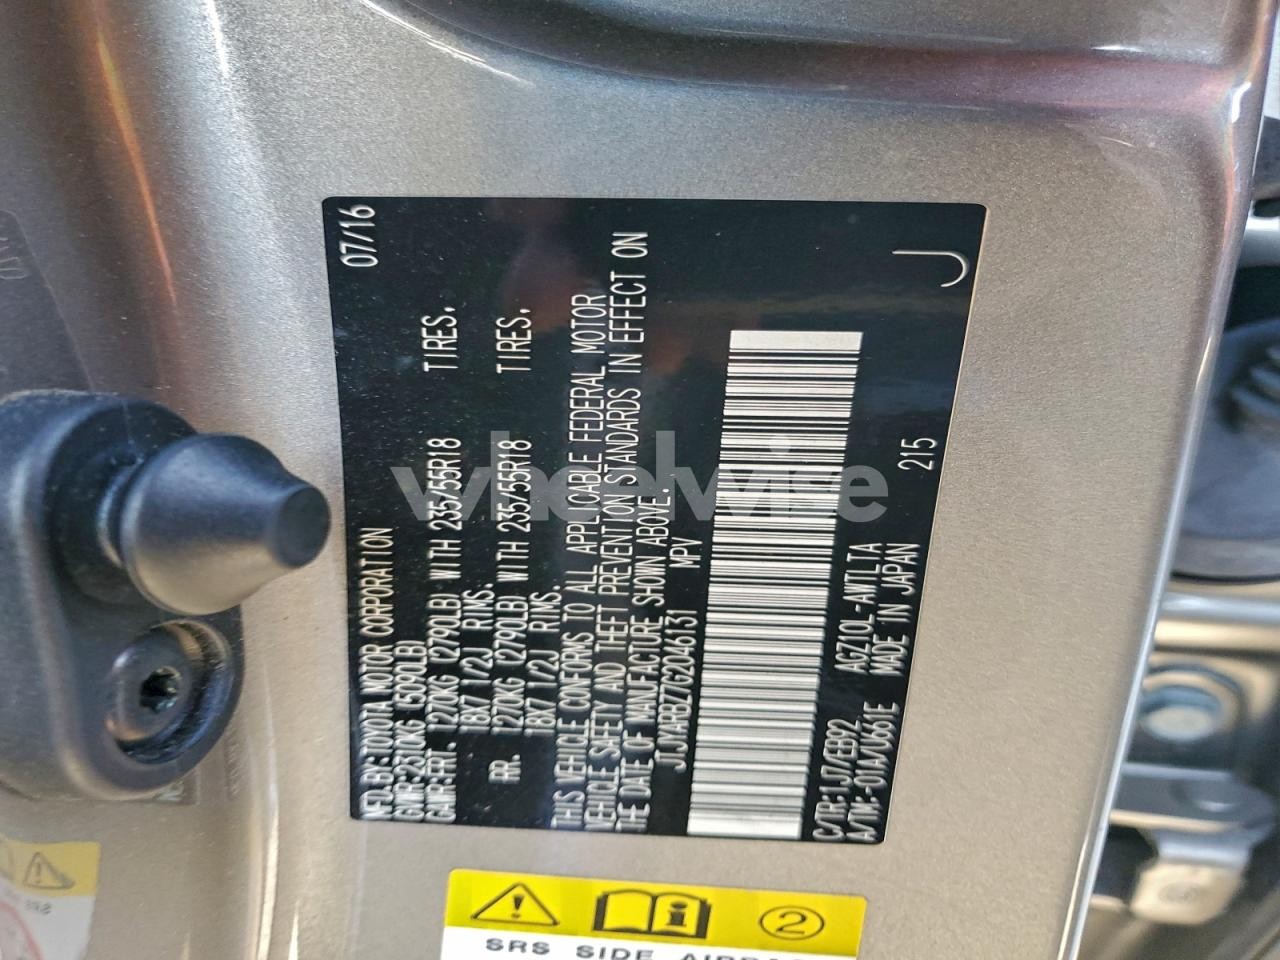 MFD.BY:TOYOTA MOTOR CORPORATION 07/16
GVWR:2310KG (5090LB)
GAWR:FRT. 1270KG (2790LB) WITH 235/55R18 TIRES,
18X7 1/2J RIMS.
RR. 1270KG (2790LB) WITH 235/55R18 TIRES,
18X7 1/2J RIMS.
THIS VEHICLE CONFORMS TO ALL APPLICABLE FEDERAL MOTOR
VEHICLE SAFETY AND THEFT PREVENTION STANDARDS IN EFFECT ON
THE DATE OF MANUFACTURE SHOWN ABOVE.
JTJYARBZ7G2046131 MPV
C/TR:1J7/EB92 AGZ10L-AWTLTA 215
A/TM:-01A/U661E MADE IN JAPAN
J
wheelwise
2
SRS SIDE